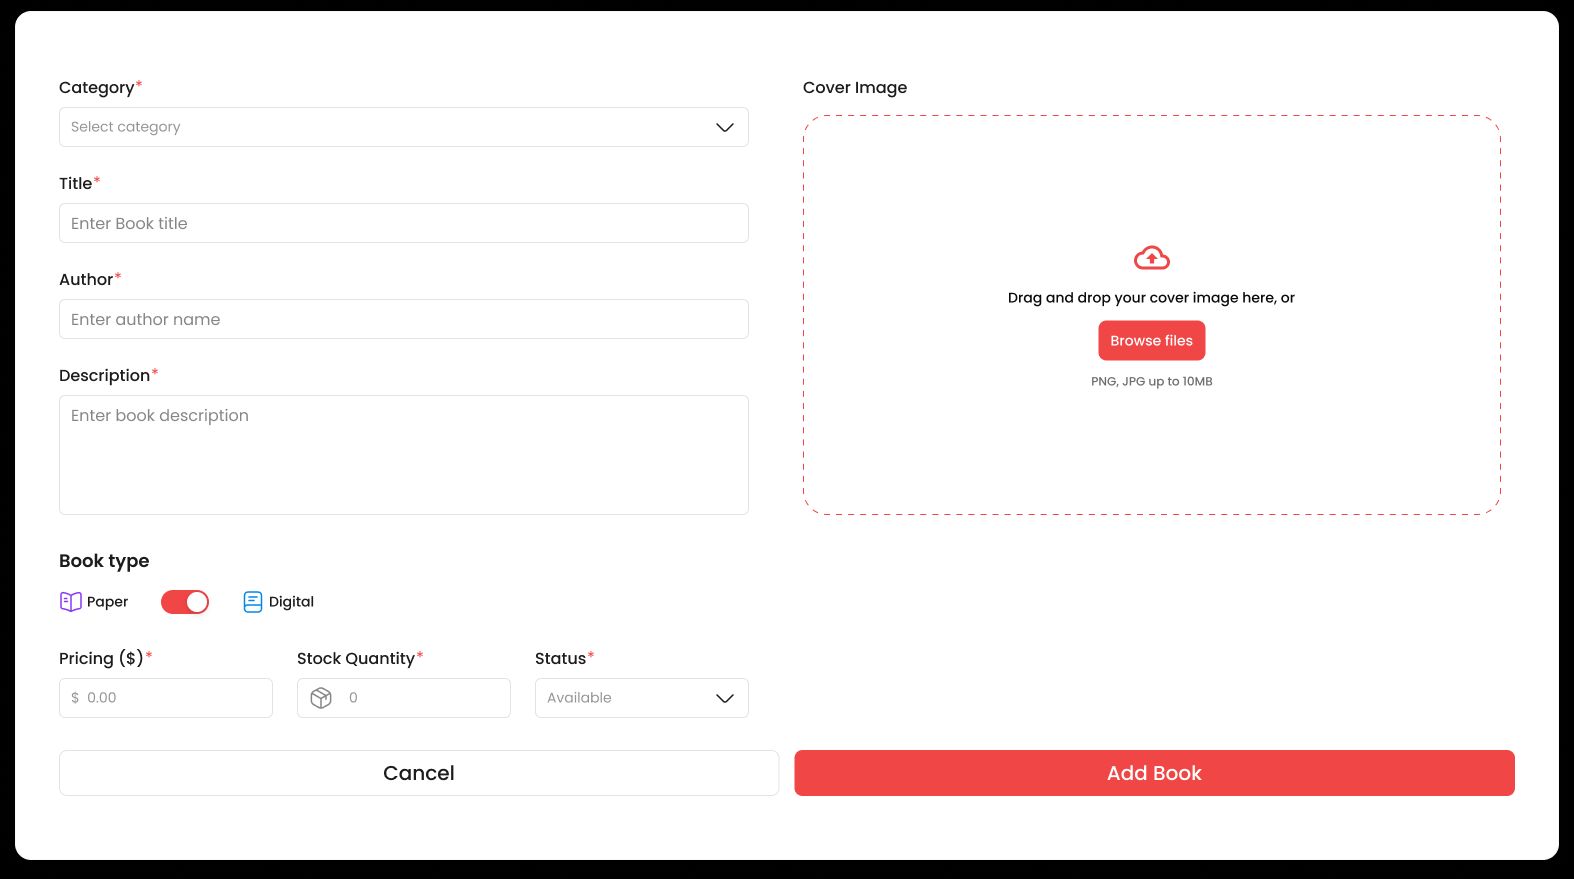 Category*
Select category
Title*
Enter Book title
Author*
Enter author name
Description*
Enter book description
Cover Image
Drag and drop your cover image here, or
Browse files
PNG, JPG up to 10MB
Book type
Paper
Digital
Pricing ($)*
$ 0.00
Stock Quantity*
0
Status*
Available
Cancel
Add Book